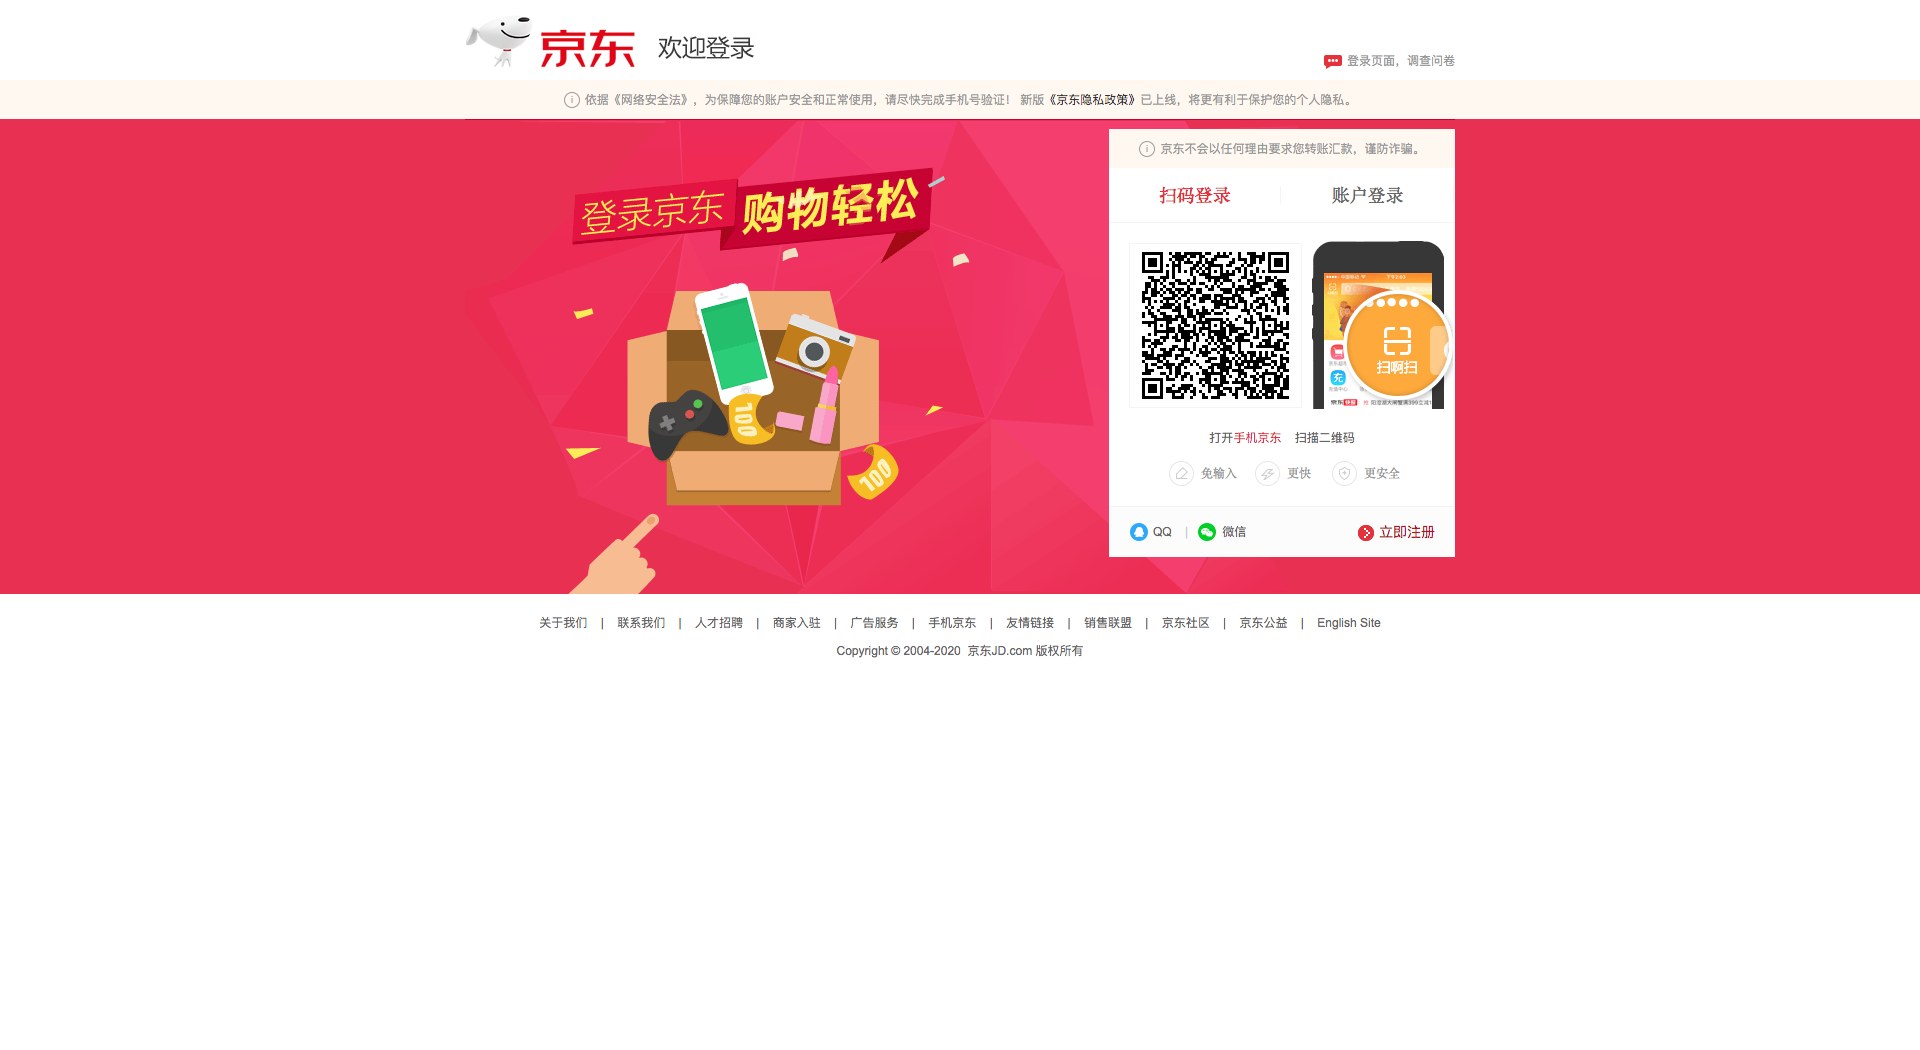 京东 欢迎登录
登录页面，调查问卷
依据《网络安全法》，为保障您的账户安全和正常使用，请尽快完成手机号验证！ 新版《京东隐私政策》已上线，将更有利于保护您的个人隐私。
登录京东 购物轻松
100
100
京东不会以任何理由要求您转账汇款，谨防诈骗。
扫码登录 账户登录
扫啊扫
打开手机京东 扫描二维码
免输入 更快 更安全
QQ | 微信 立即注册
关于我们 | 联系我们 | 人才招聘 | 商家入驻 | 广告服务 | 手机京东 | 友情链接 | 销售联盟 | 京东社区 | 京东公益 | English Site
Copyright © 2004-2020 京东JD.com 版权所有